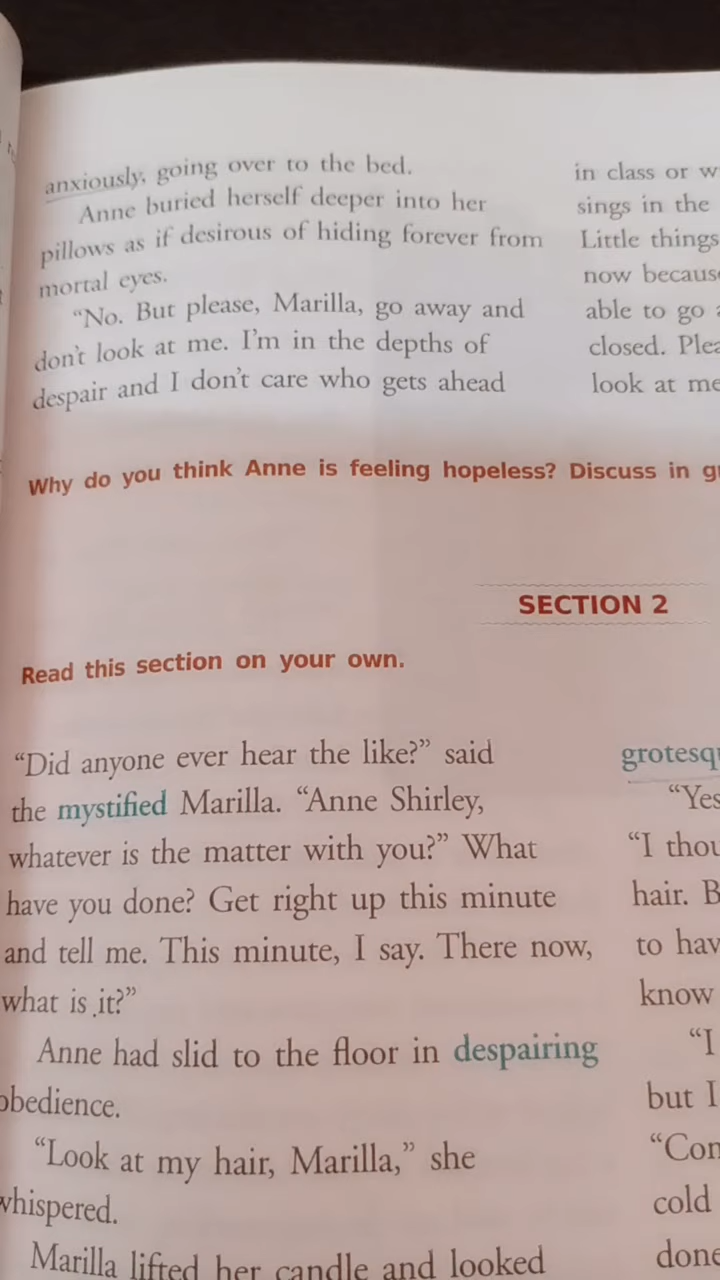 anxiously, going over to the bed.
Anne buried herself deeper into her
pillows as if desirous of hiding forever from
mortal eyes.
“No. But please, Marilla, go away and
don't look at me. I'm in the depths of
despair and I don't care who gets ahead
in class or
sings in the
Little things
now
able to go
closed.
look at me
Why do you think Anne is feeling hopeless? Discuss in
SECTION 2
Read this section on your own.
“Did anyone ever hear the like?” said
the mystified Marilla. “Anne Shirley,
whatever is the matter with you?” What
have you done? Get right up this minute
and tell me. This minute, I say. There now,
what is it?”
Anne had slid to the floor in despairing
obedience.
“Look at my hair, Marilla,” she
whispered.
Marilla lifted her candle and looked
“Yes
“I
hair.
to
know
“I
but I
cold